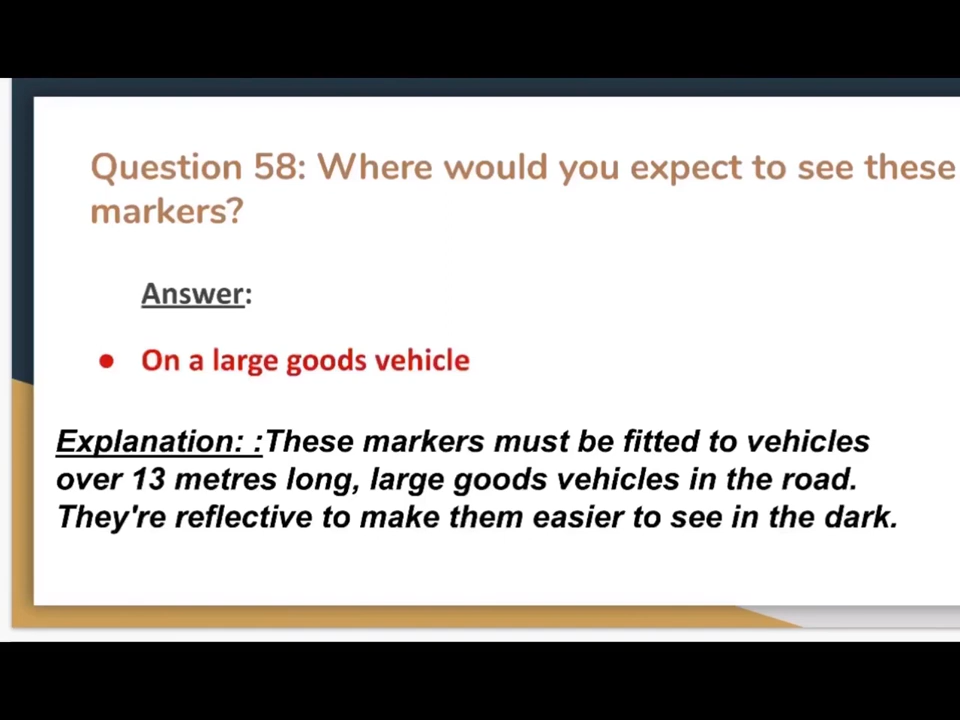 Question 58: Where would you expect to see these
markers?
Answer:
● On a large goods vehicle
Explanation: :These markers must be fitted to vehicles
over 13 metres long, large goods vehicles in the road.
They're reflective to make them easier to see in the dark.